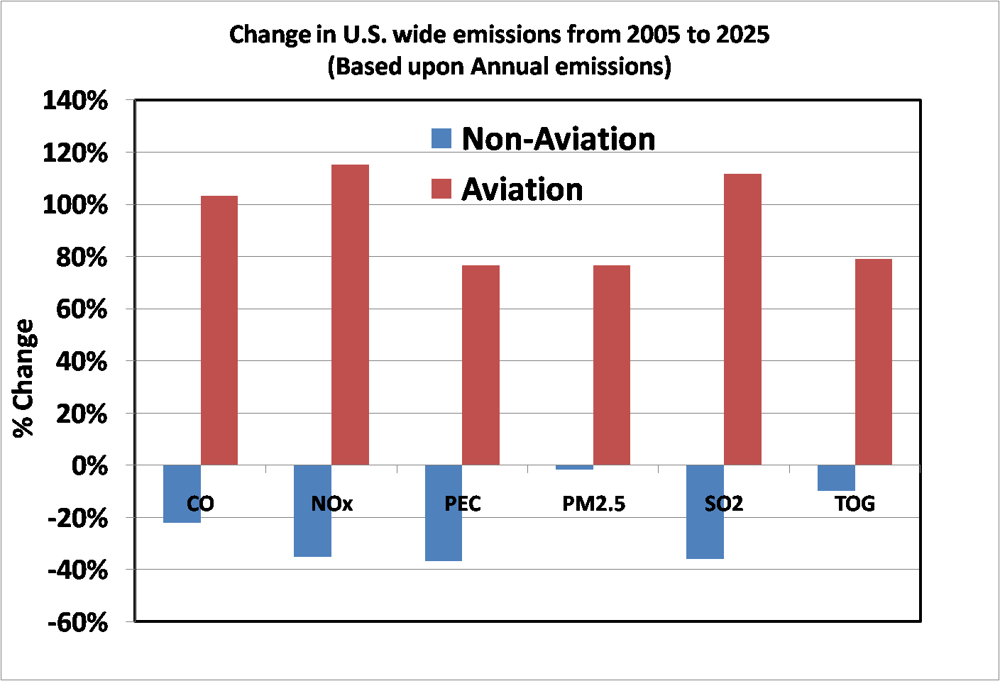 Change in U.S. wide emissions from 2005 to 2025
(Based upon Annual emissions)
140%
120%
100%
80%
60%
40%
20%
0%
-20%
-40%
-60%
% Change
Non-Aviation
Aviation
CO
NOx
PEC
PM2.5
SO2
TOG